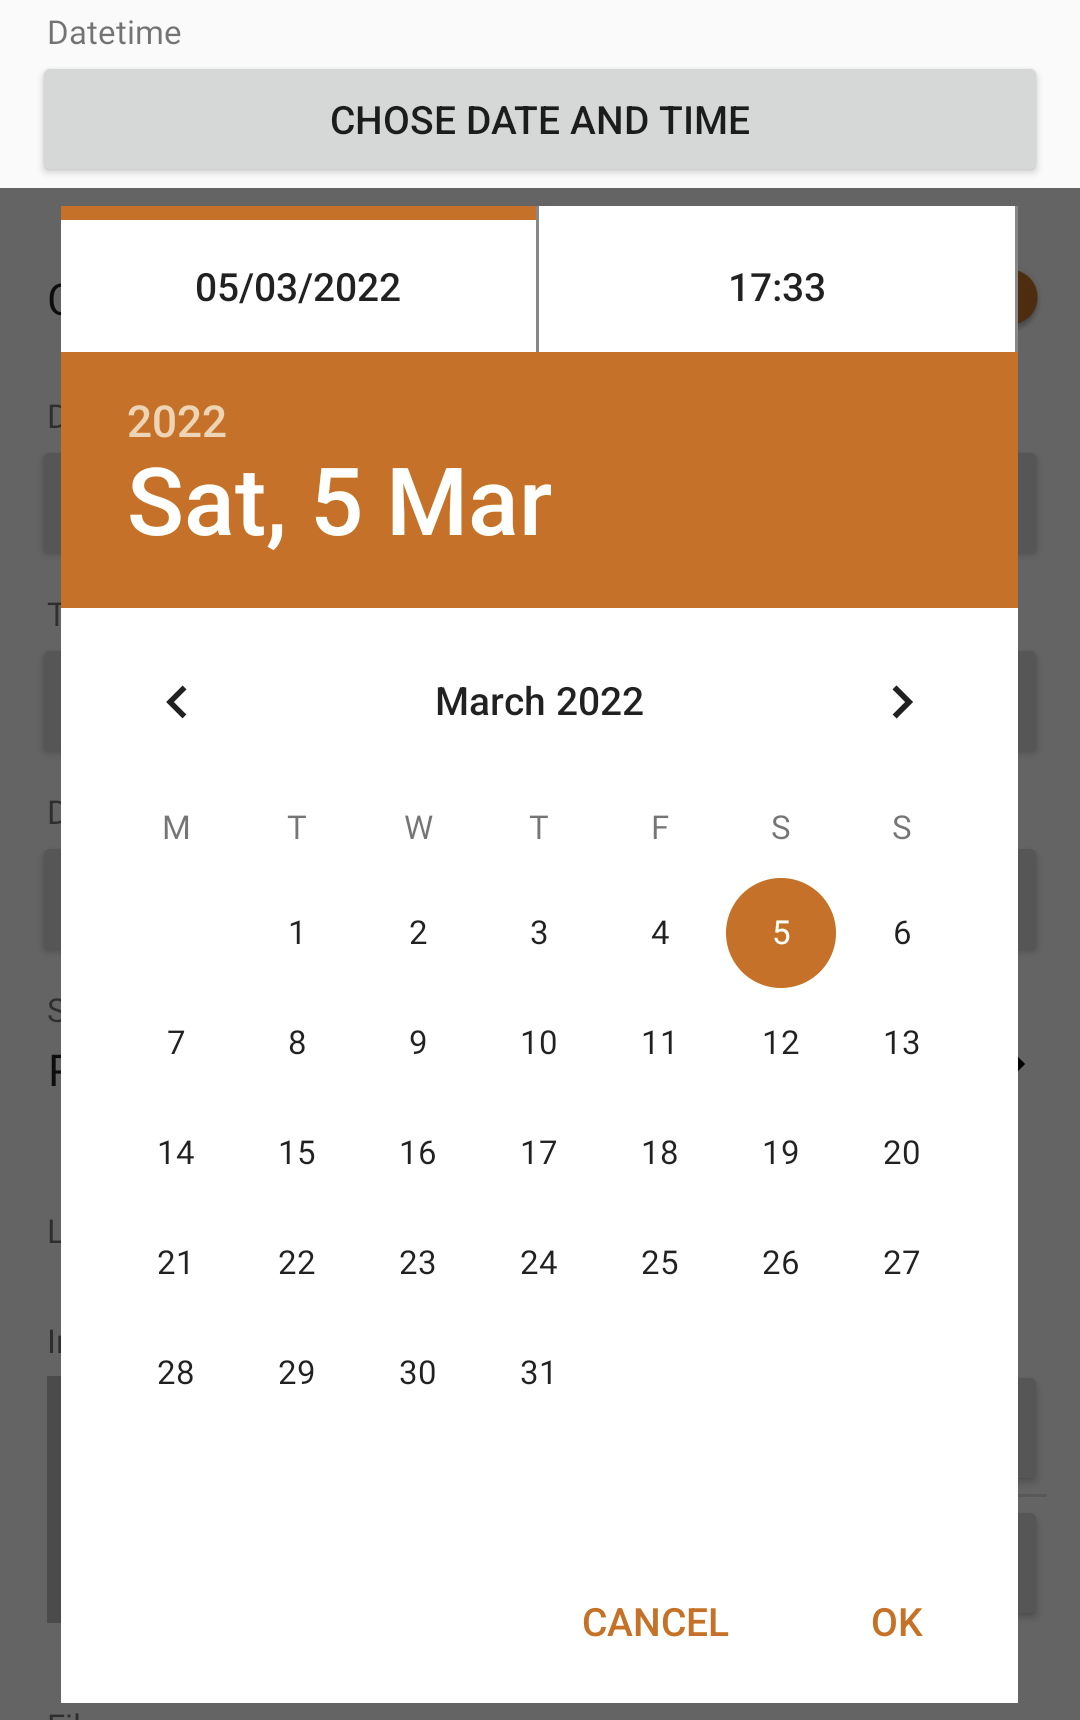 Datetime
CHOSE DATE AND TIME
05/03/2022 17:33
2022
Sat, 5 Mar
March 2022
M T W T F S S
1 2 3 4 5 6
7 8 9 10 11 12 13
14 15 16 17 18 19 20
21 22 23 24 25 26 27
28 29 30 31
CANCEL OK